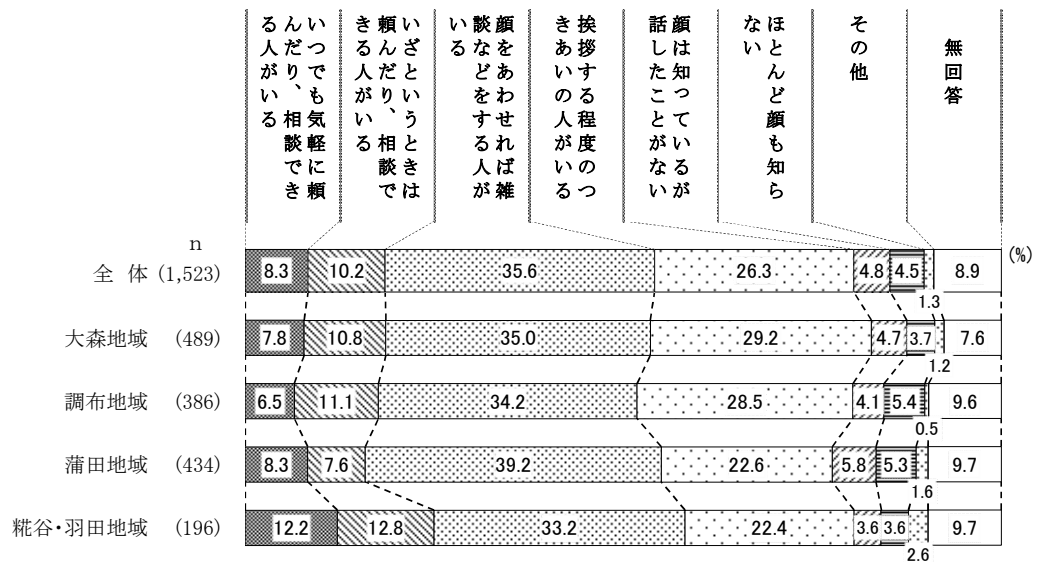 いつでも気軽に頼
んだり、相談でき
る人がいる
いざというときは
頼んだり、相談で
きる人がいる
顔をあわせれば雑
談などをする人が
いる
挨拶する程度のつ
きあいの人がいる
顔は知っているが
話したことがない
ほとんど顔も知ら
ない
その他
無回答
n
(%)
全 体 (1,523) 8.3 10.2 35.6 26.3 4.8 4.5 1.3 8.9
大森地域 (489) 7.8 10.8 35.0 29.2 4.7 3.7 1.2 7.6
調布地域 (386) 6.5 11.1 34.2 28.5 4.1 5.4 0.5 9.6
蒲田地域 (434) 8.3 7.6 39.2 22.6 5.8 5.3 1.6 9.7
糀谷・羽田地域 (196) 12.2 12.8 33.2 22.4 3.6 3.6 2.6 9.7